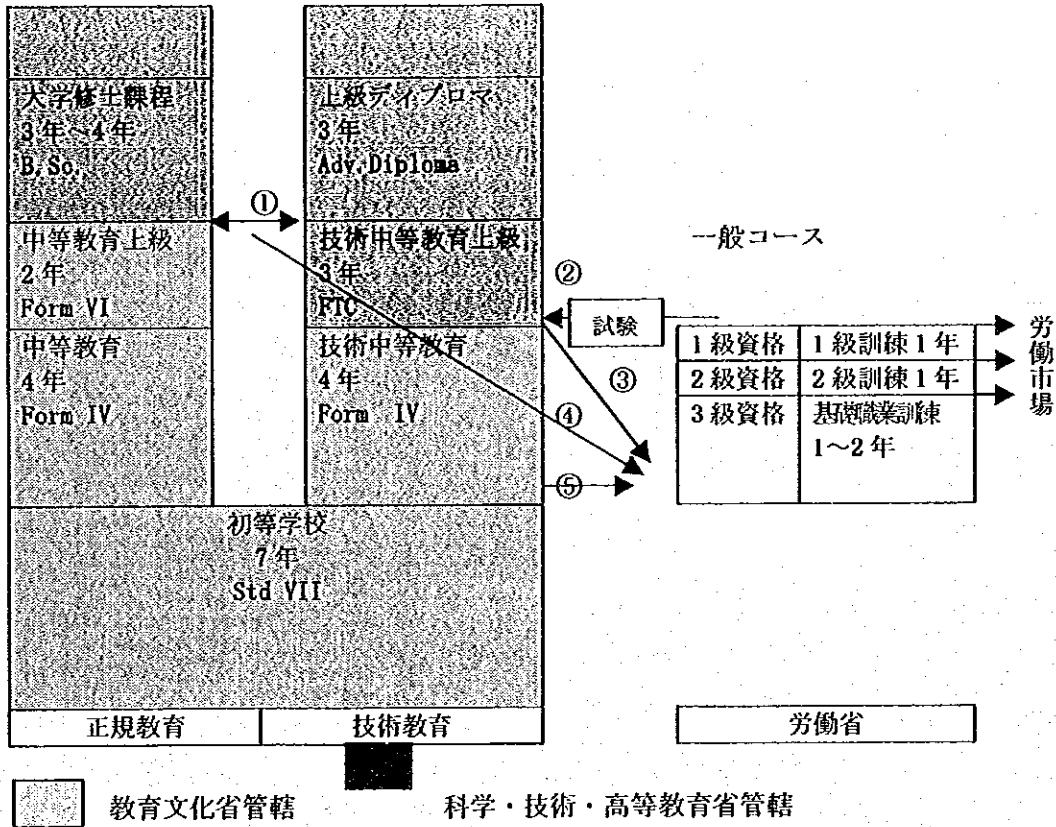 大学修士課程
3年～4年
B.Sc.
上級ディプロマ
3年
Adv.Diploma
①
中等教育上級
2年
Form VI
技術中等教育上級
3年
FTC
一般コース
②
試験
中等教育
4年
Form IV
技術中等教育
4年
Form IV
③
④
⑤
1級資格 1級訓練1年
2級資格 2級訓練1年
3級資格 基礎職業訓練
1～2年
労働市場
初等学校
7年
Std VII
正規教育 技術教育 労働省
教育文化省管轄 科学・技術・高等教育省管轄